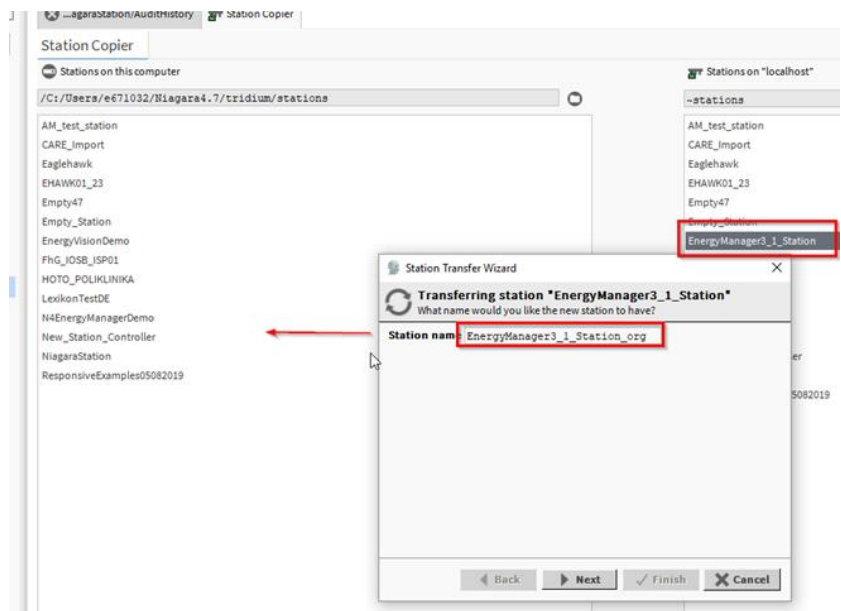 ...agaraStation/AuditHistory
Station Copier
Station Copier
Stations on this computer
/C:/Users/e671032/Niagara4.7/tridium/stations
AM_test_station
CARE_Import
Eaglehawk
EHAWK01_23
Empty47
Empty_Station
EnergyVisionDemo
FhG_IOSB_ISP01
HOTO_POLIKLINIKA
LexikonTestDE
N4EnergyManagerDemo
New_Station_Controller
NiagaraStation
ResponsiveExamples05082019
Stations on "localhost"
~stations
AM_test_station
CARE_Import
Eaglehawk
EHAWK01_23
Empty47
Empty_Station
EnergyManager3_1_Station
er
5082019
Station Transfer Wizard
Transferring station "EnergyManager3_1_Station"
What name would you like the new station to have?
Station name EnergyManager3_1_Station_org
Back Next Finish Cancel